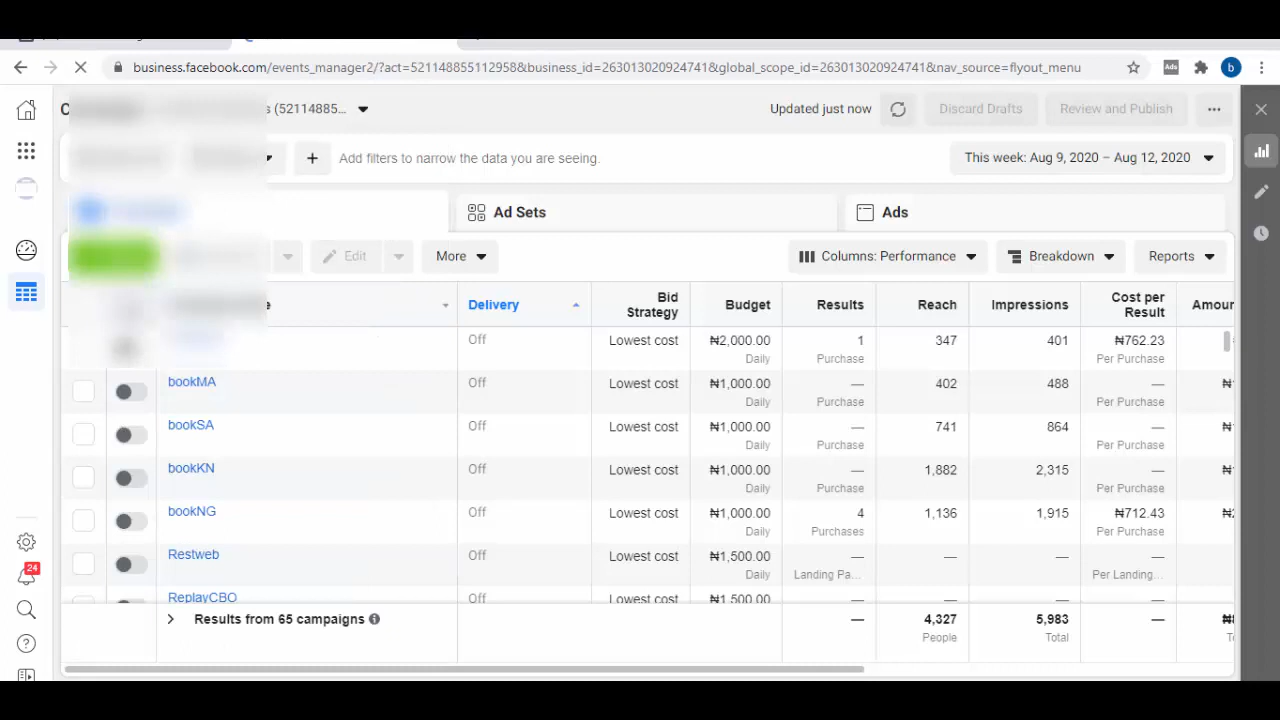 business.facebook.com/events_manager2/?act=521148855112958&business_id=263013020924741&global_scope_id=263013020924741&nav_source=flyout_menu
Ads
b
(52114885...
Updated just now
Discard Drafts
Review and Publish
Add filters to narrow the data you are seeing.
This week: Aug 9, 2020 – Aug 12, 2020
Ad Sets
Ads
Edit
More
Columns: Performance
Breakdown
Reports
Delivery
Bid Strategy
Budget
Results
Reach
Impressions
Cost per Result
Off
Lowest cost
₦2,000.00
Daily
1
Purchase
347
401
₦762.23
Per Purchase
bookMA
Off
Lowest cost
₦1,000.00
Daily
—
Purchase
402
488
—
Per Purchase
bookSA
Off
Lowest cost
₦1,000.00
Daily
—
Purchase
741
864
—
Per Purchase
bookKN
Off
Lowest cost
₦1,000.00
Daily
—
Purchase
1,882
2,315
—
Per Purchase
bookNG
Off
Lowest cost
₦1,000.00
Daily
4
Purchases
1,136
1,915
₦712.43
Per Purchase
Restweb
Off
Lowest cost
₦1,500.00
Daily
—
Landing Pa...
—
—
—
Per Landing...
ReplayCBO
Off
Lowest cost
₦1,500.00
24
Results from 65 campaigns
—
4,327
People
5,983
Total
—